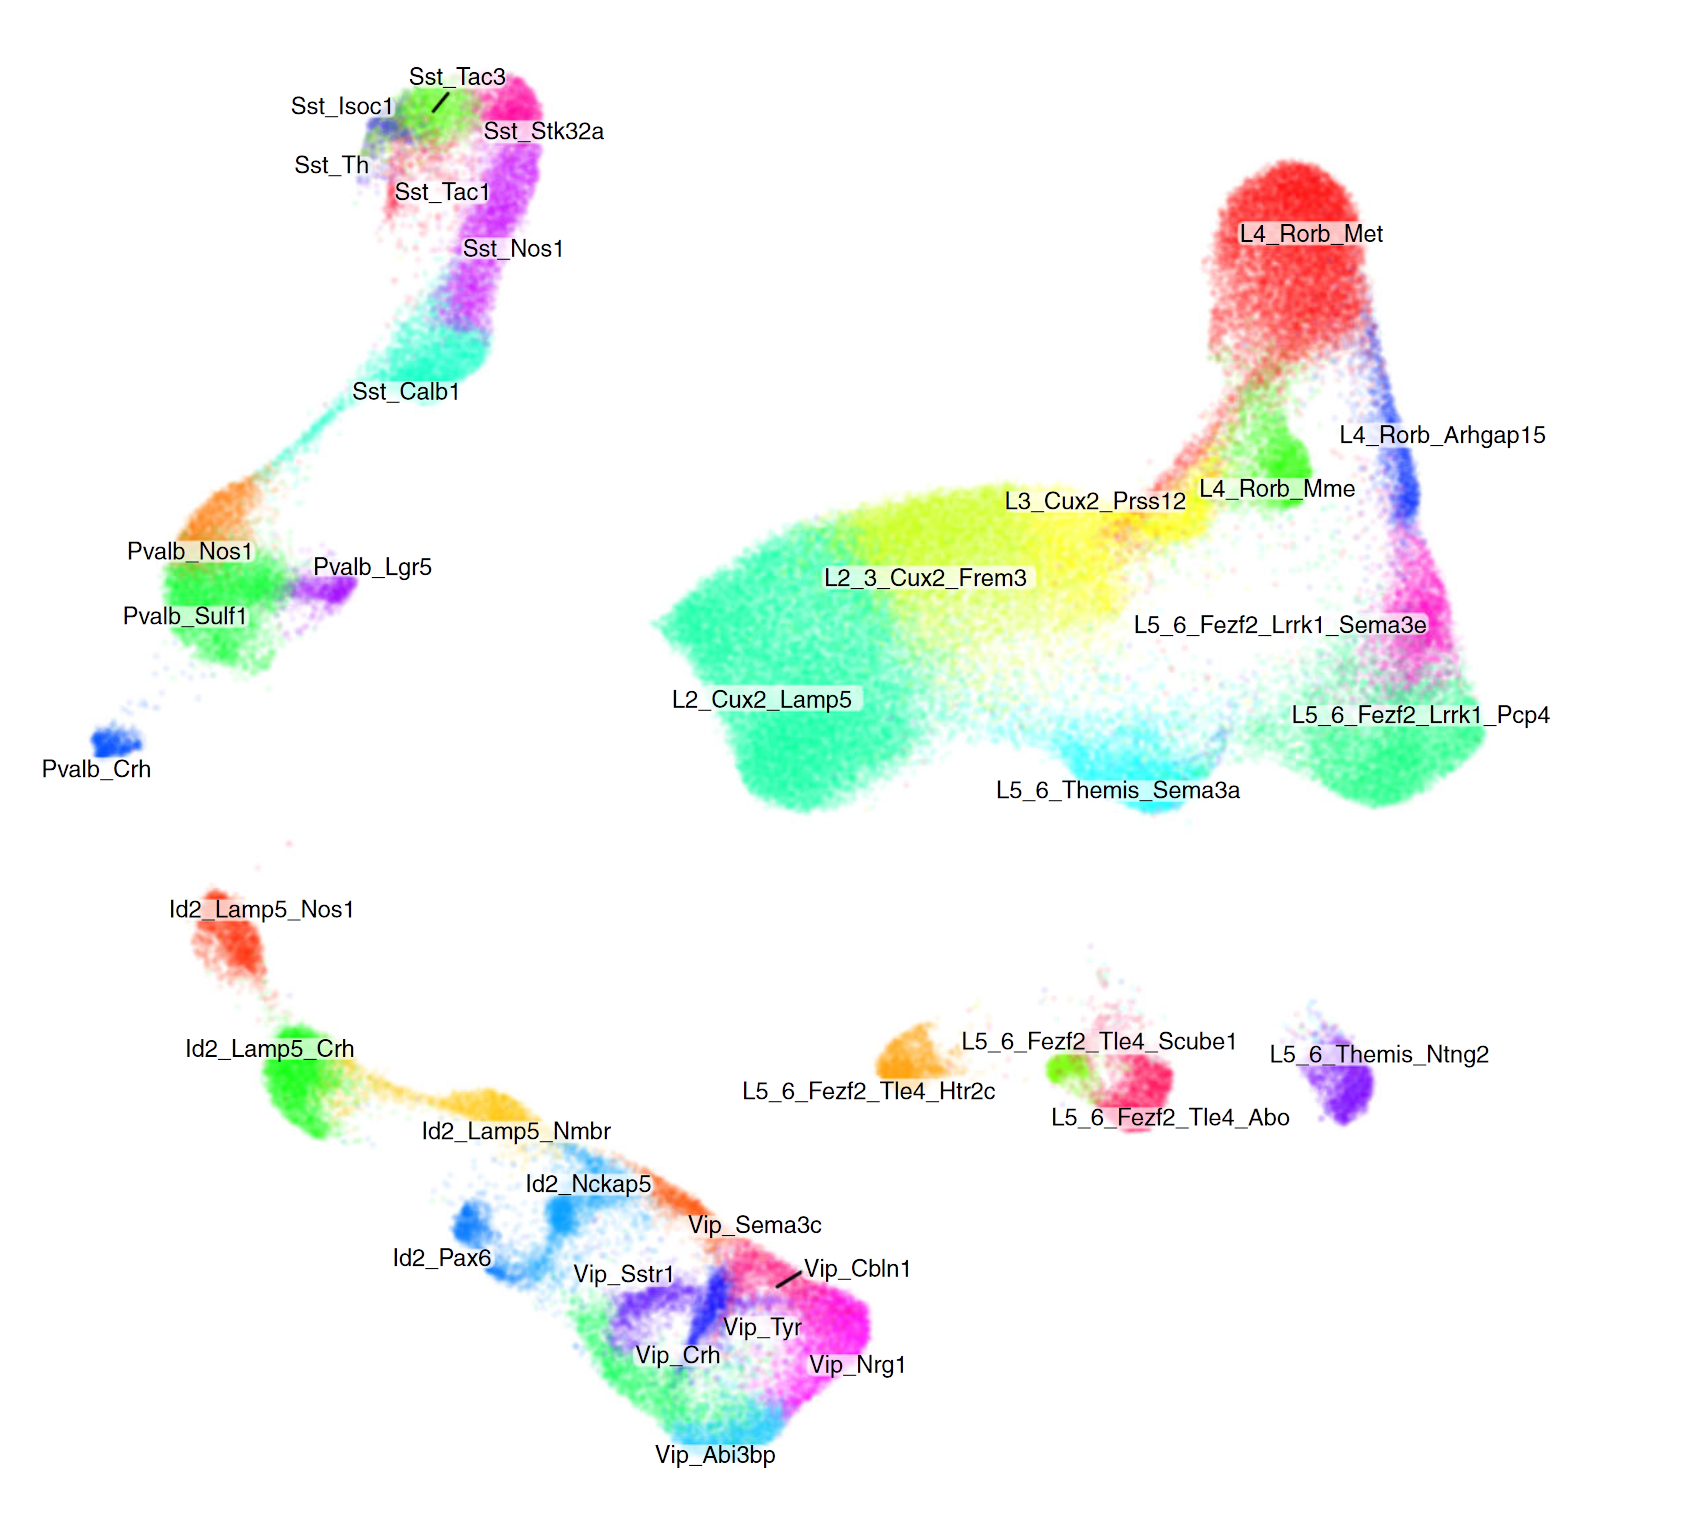 Sst_Tac3
Sst_Isoc1
Sst_Stk32a
Sst_Th
Sst_Tac1
Sst_Nos1
Sst_Calb1
Pvalb_Nos1
Pvalb_Lgr5
Pvalb_Sulf1
Pvalb_Crh
L4_Rorb_Met
L4_Rorb_Arhgap15
L4_Rorb_Mme
L3_Cux2_Prss12
L2_3_Cux2_Frem3
L5_6_Fezf2_Lrrk1_Sema3e
L2_Cux2_Lamp5
L5_6_Fezf2_Lrrk1_Pcp4
L5_6_Themis_Sema3a
Id2_Lamp5_Nos1
Id2_Lamp5_Crh
Id2_Lamp5_Nmbr
Id2_Nckap5
Id2_Pax6
Vip_Sema3c
Vip_Cbln1
Vip_Sstr1
Vip_Tyr
Vip_Crh
Vip_Nrg1
Vip_Abi3bp
L5_6_Fezf2_Tle4_Scube1
L5_6_Themis_Ntng2
L5_6_Fezf2_Tle4_Htr2c
L5_6_Fezf2_Tle4_Abo